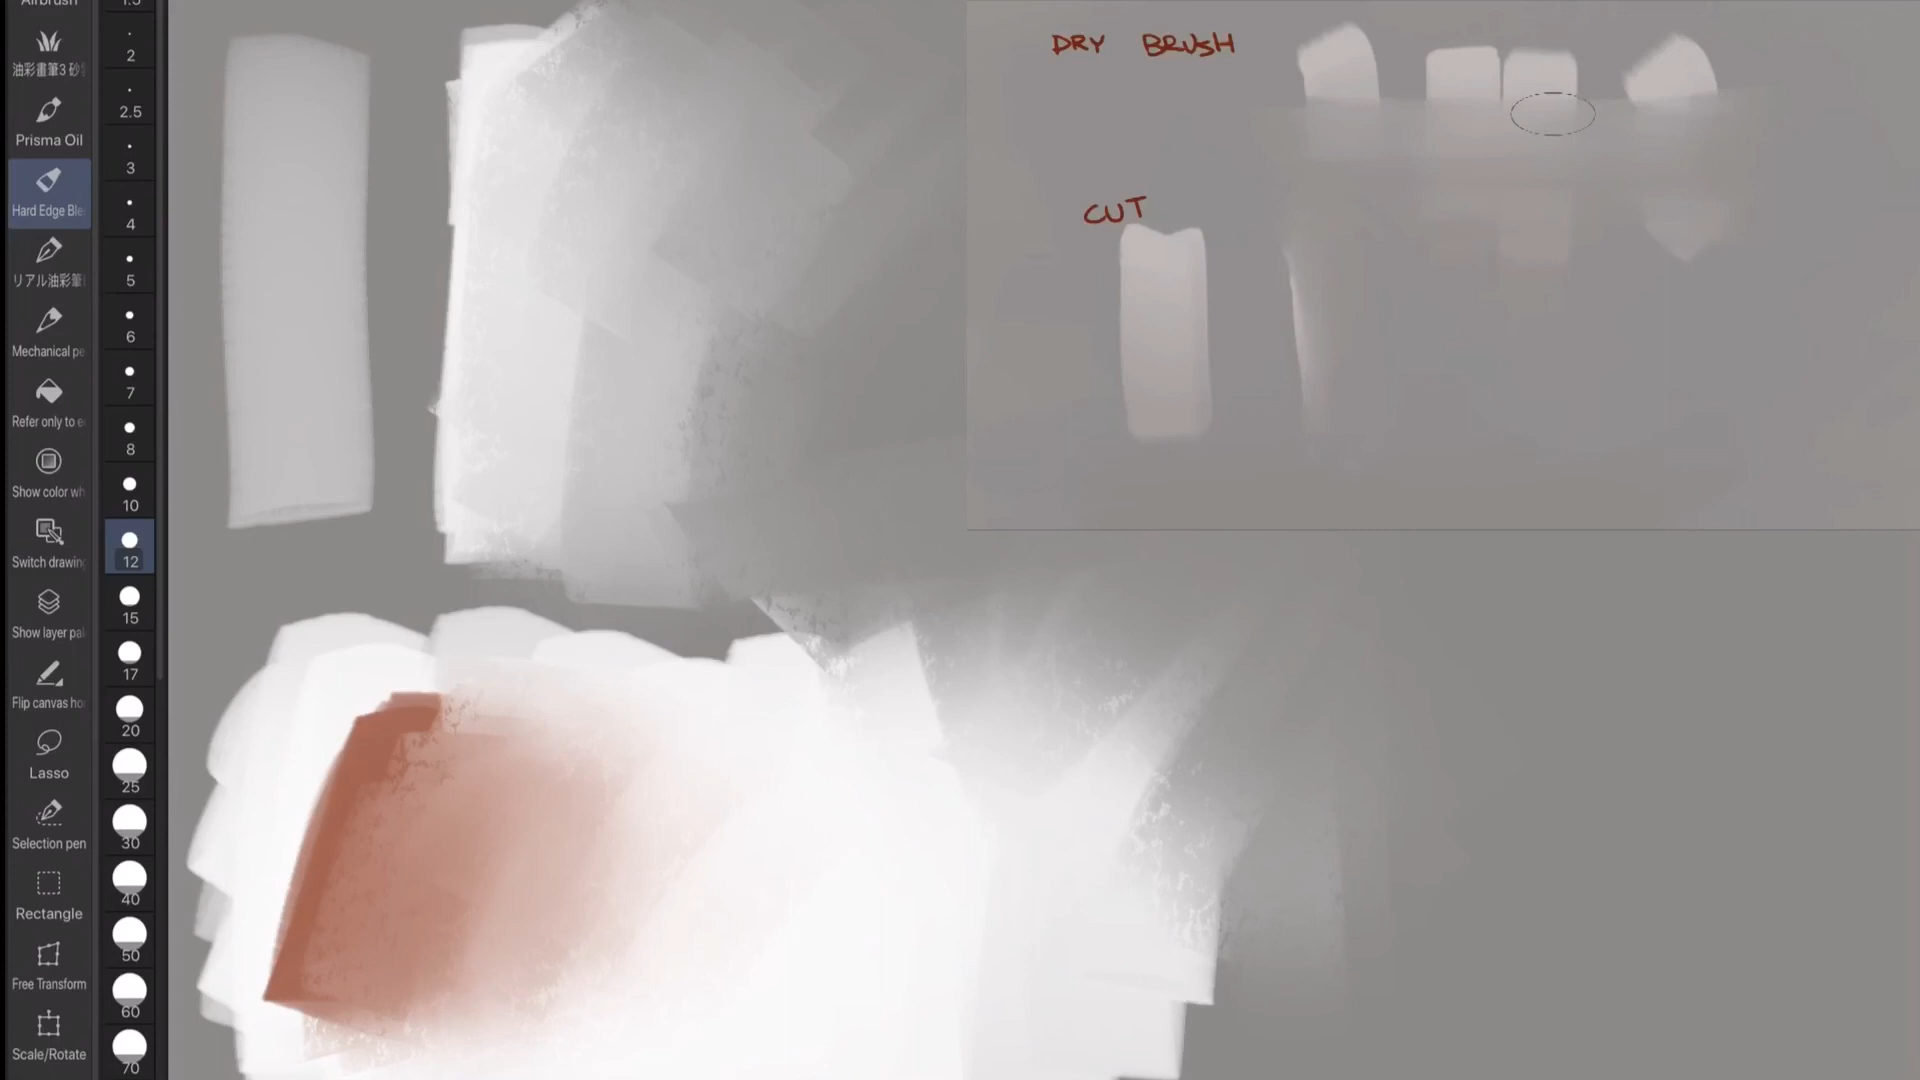 油彩畫筆3
Prisma Oil
Hard Edge Ble
リアル油彩筆
Mechanical pe
Refer only to e
Show color wh
Switch drawing
Show layer pal
Flip canvas ho
Lasso
Selection pen
Rectangle
Free Transform
Scale/Rotate
1.5
2
2.5
3
4
5
6
7
8
10
12
15
17
20
25
30
40
50
60
70
DRY BRUSH
CUT